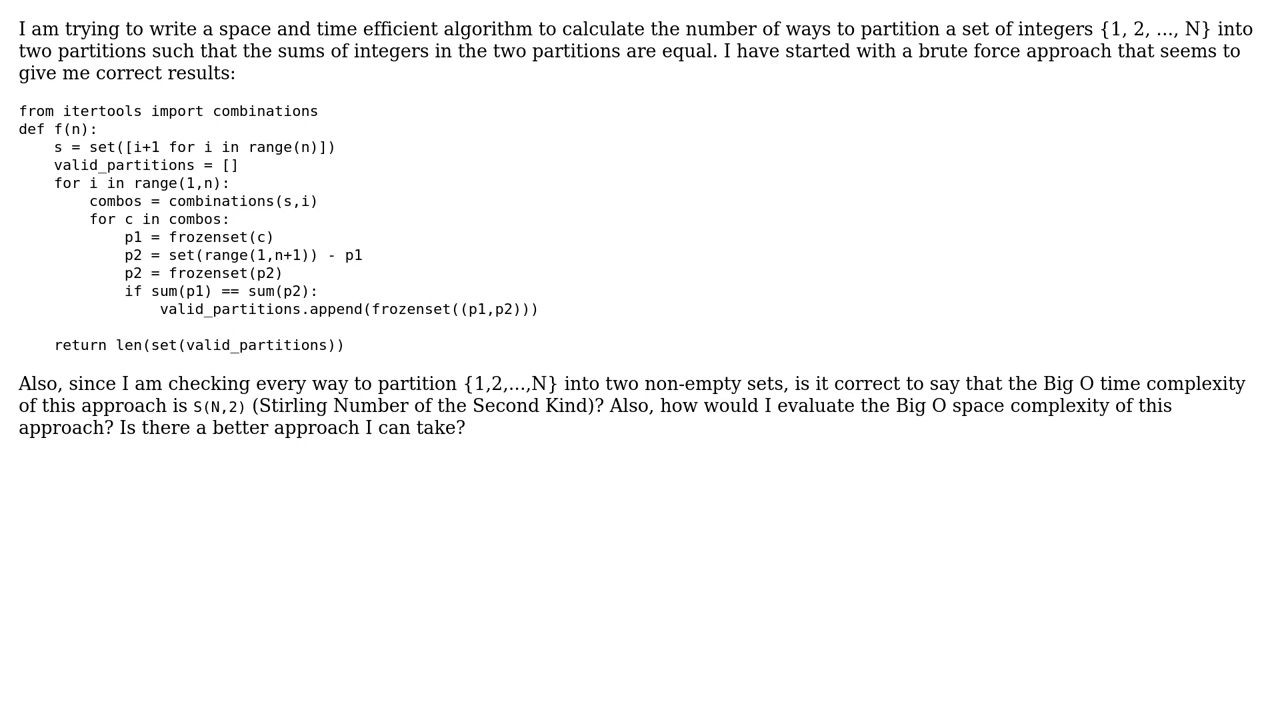 I am trying to write a space and time efficient algorithm to calculate the number of ways to partition a set of integers {1, 2, ..., N} into
two partitions such that the sums of integers in the two partitions are equal. I have started with a brute force approach that seems to
give me correct results:
from itertools import combinations
def f(n):
    s = set([i+1 for i in range(n)])
    valid_partitions = []
    for i in range(1,n):
        combos = combinations(s,i)
        for c in combos:
            p1 = frozenset(c)
            p2 = set(range(1,n+1)) - p1
            p2 = frozenset(p2)
            if sum(p1) == sum(p2):
                valid_partitions.append(frozenset((p1,p2)))
    return len(set(valid_partitions))
Also, since I am checking every way to partition {1,2,...,N} into two non-empty sets, is it correct to say that the Big O time complexity
of this approach is S(N,2) (Stirling Number of the Second Kind)? Also, how would I evaluate the Big O space complexity of this
approach? Is there a better approach I can take?